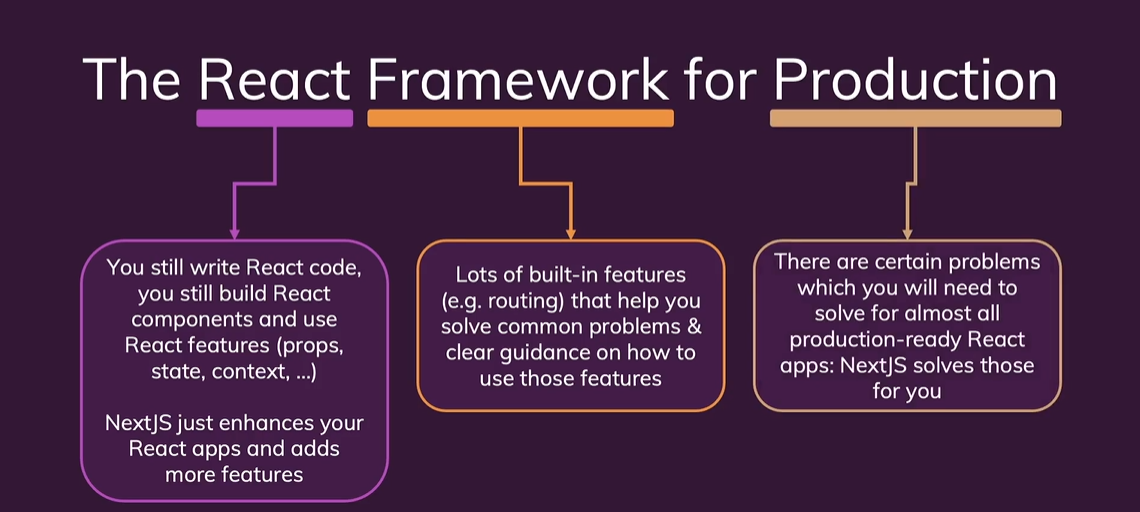 The React Framework for Production
You still write React code,
you still build React
components and use
React features (props,
state, context, ...)
NextJS just enhances your
React apps and adds
more features
Lots of built-in features
(e.g. routing) that help you
solve common problems &
clear guidance on how to
use those features
There are certain problems
which you will need to
solve for almost all
production-ready React
apps: NextJS solves those
for you